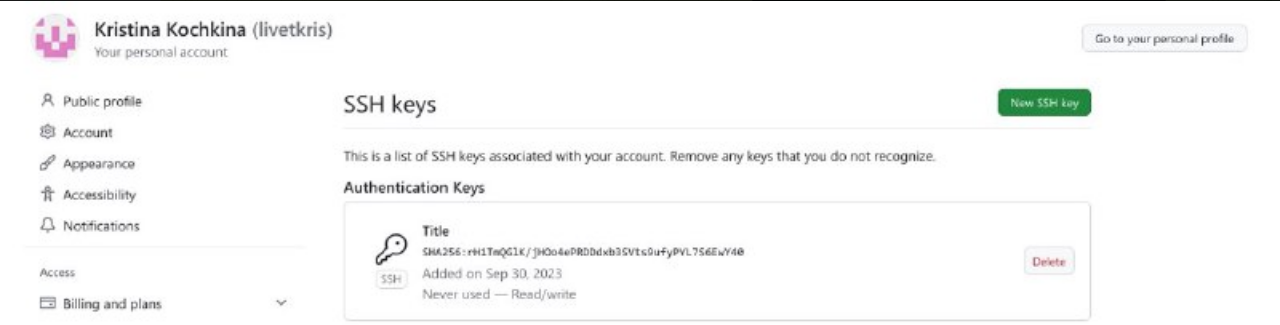 Kristina Kochkina (livetkris)
Your personal account
Go to your personal profile
Public profile
Account
Appearance
Accessibility
Notifications
Access
Billing and plans
SSH keys
New SSH key
This is a list of SSH keys associated with your account. Remove any keys that you do not recognize.
Authentication Keys
Title
SSH
Added on Sep 30, 2023
Never used — Read/write
Delete